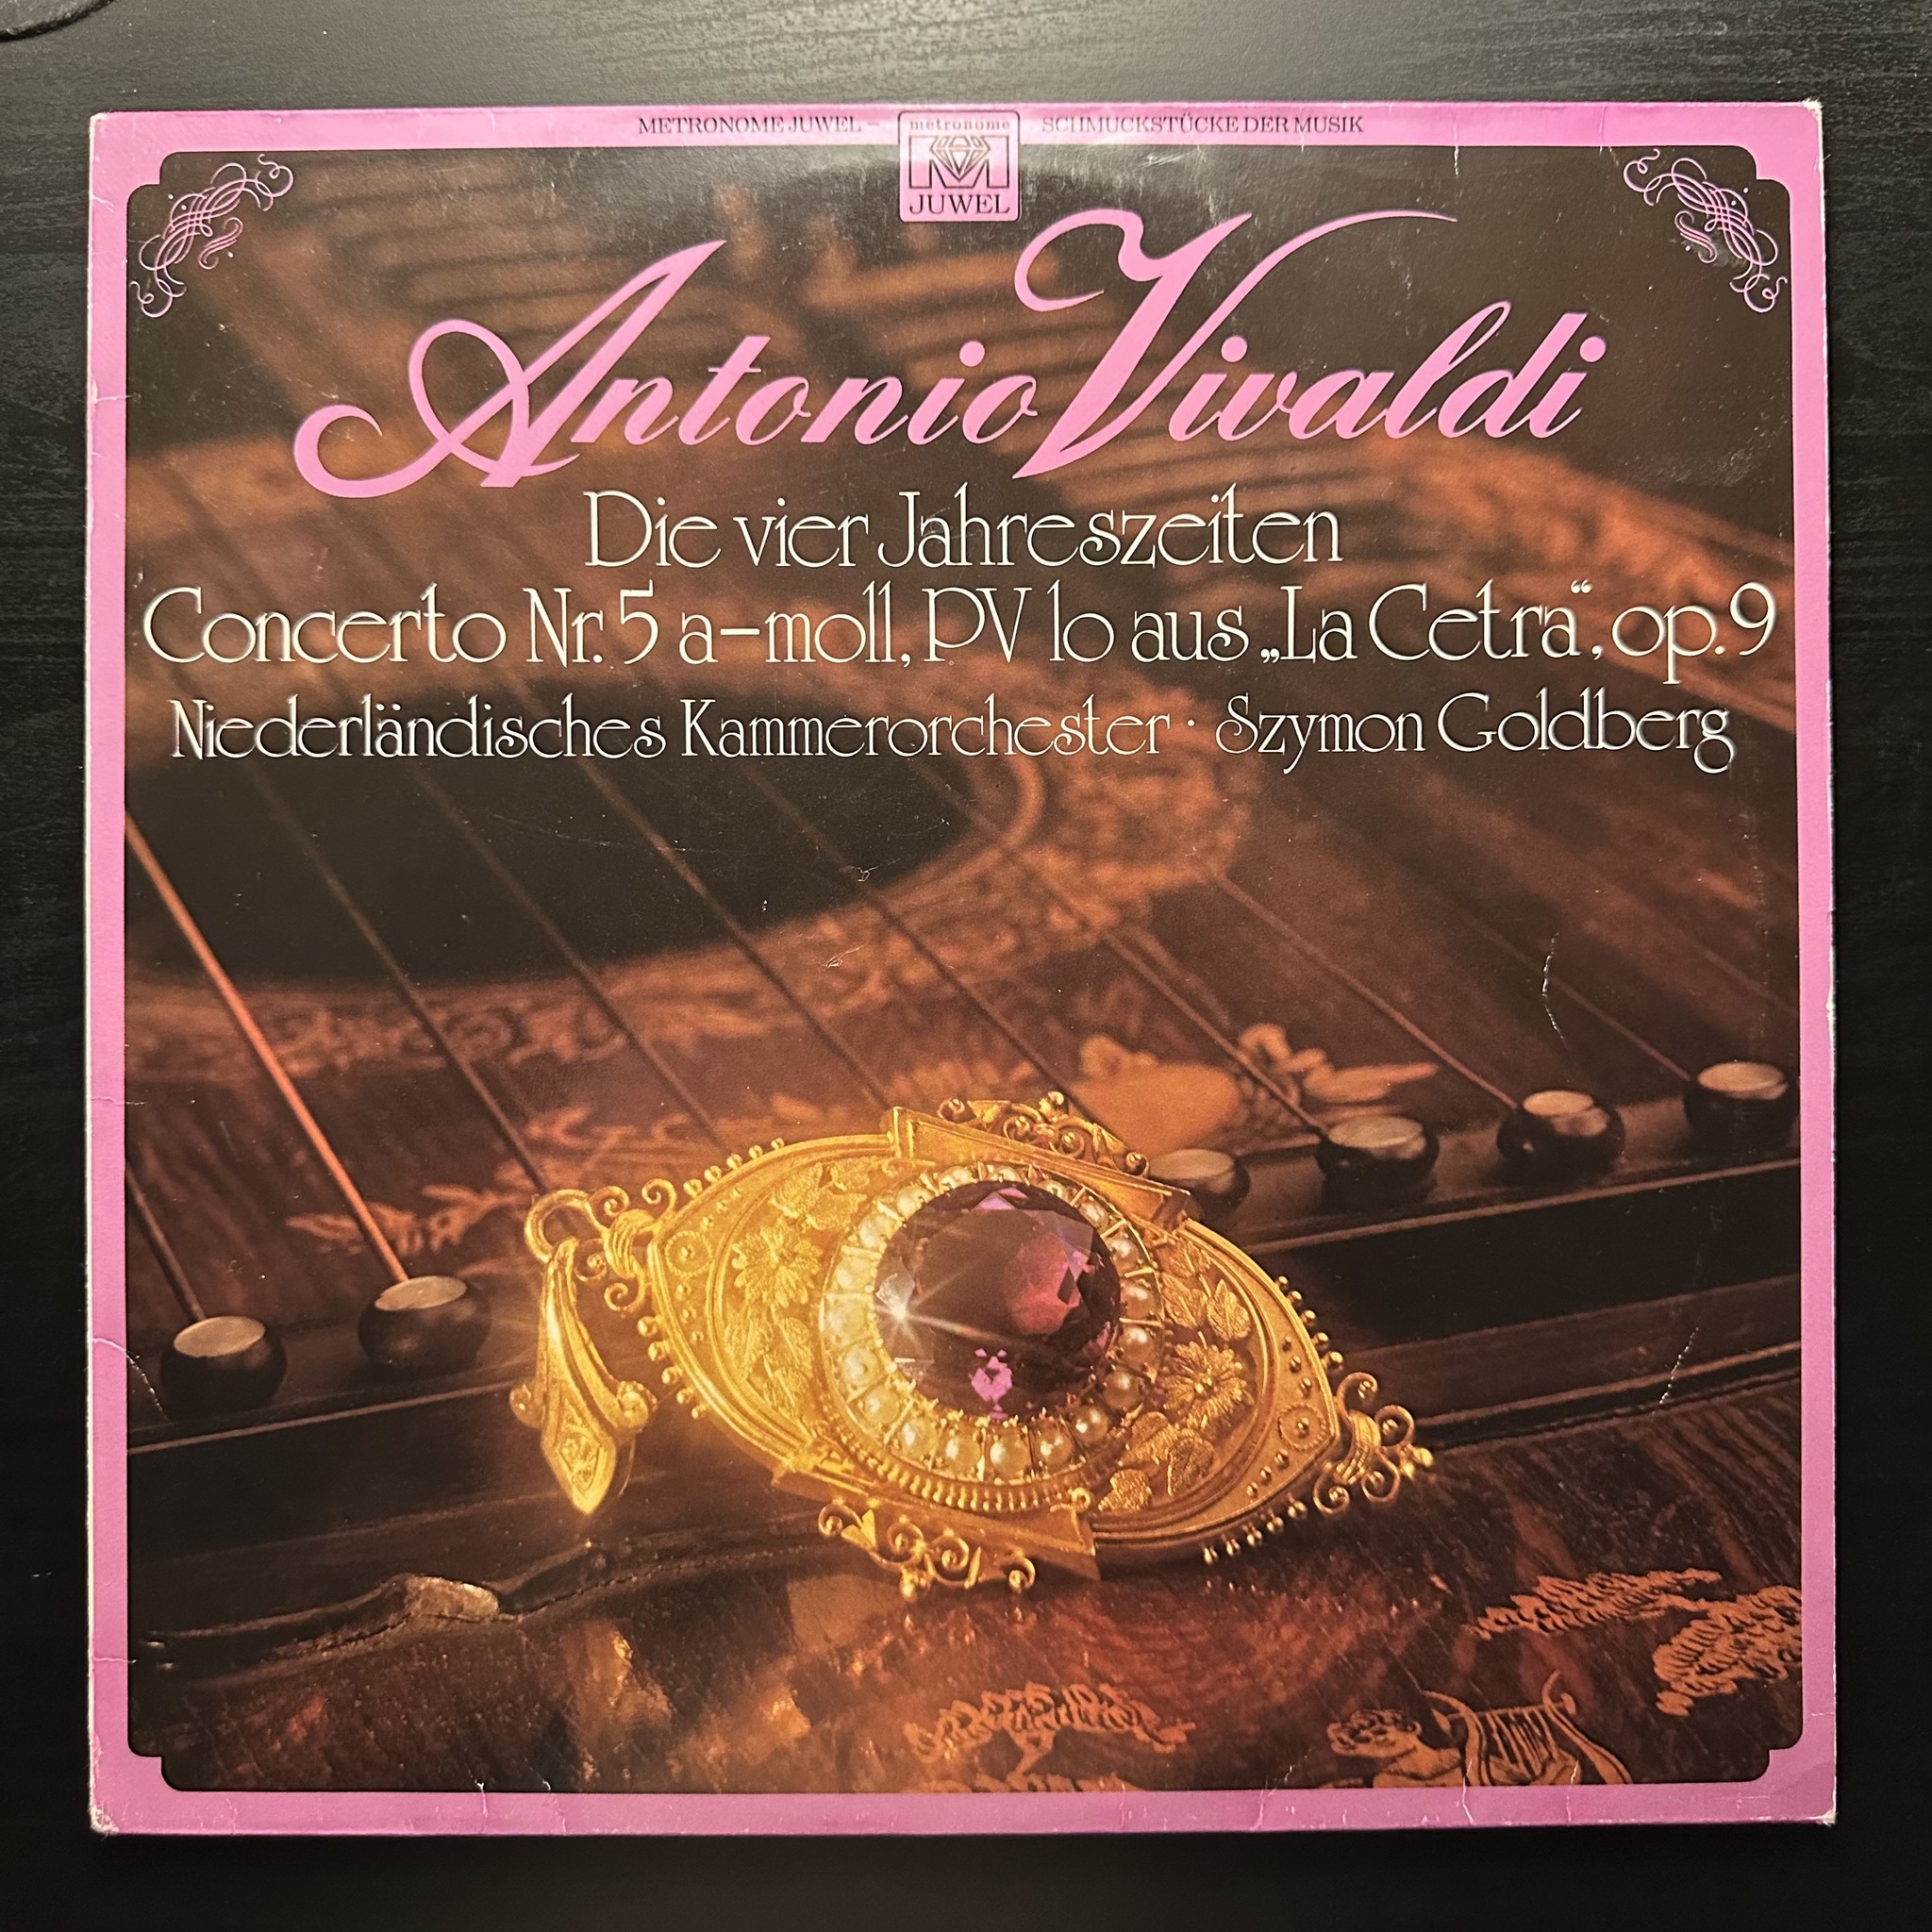 METRONOME JUWEL – metronome SCHMUCKSTÜCKE DER MUSIK
M
JUWEL
Antonio Vivaldi
Die vier Jahreszeiten
Concerto Nr. 5 a-moll, PV 10 aus „La Cetra“, op. 9
Niederländisches Kammerorchester · Szymon Goldberg